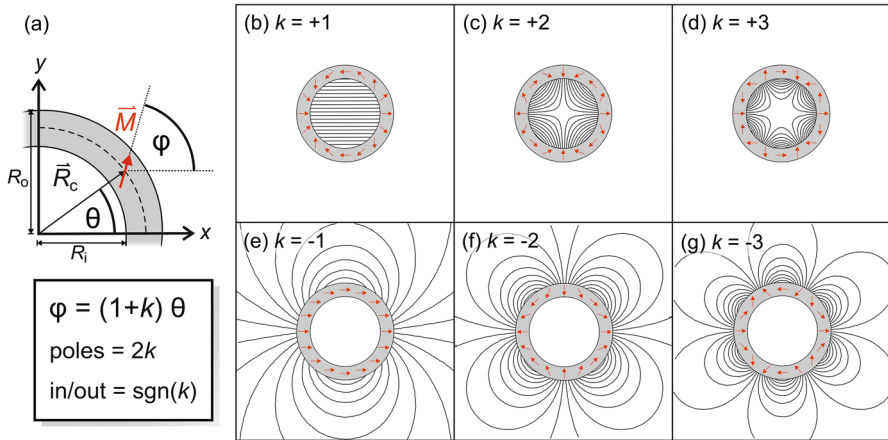 (a)
y
M
φ
R_o
R_c
θ
x
R_i
φ = (1+k) θ
poles = 2k
in/out = sgn(k)
(b) k = +1
(c) k = +2
(d) k = +3
(e) k = -1
(f) k = -2
(g) k = -3